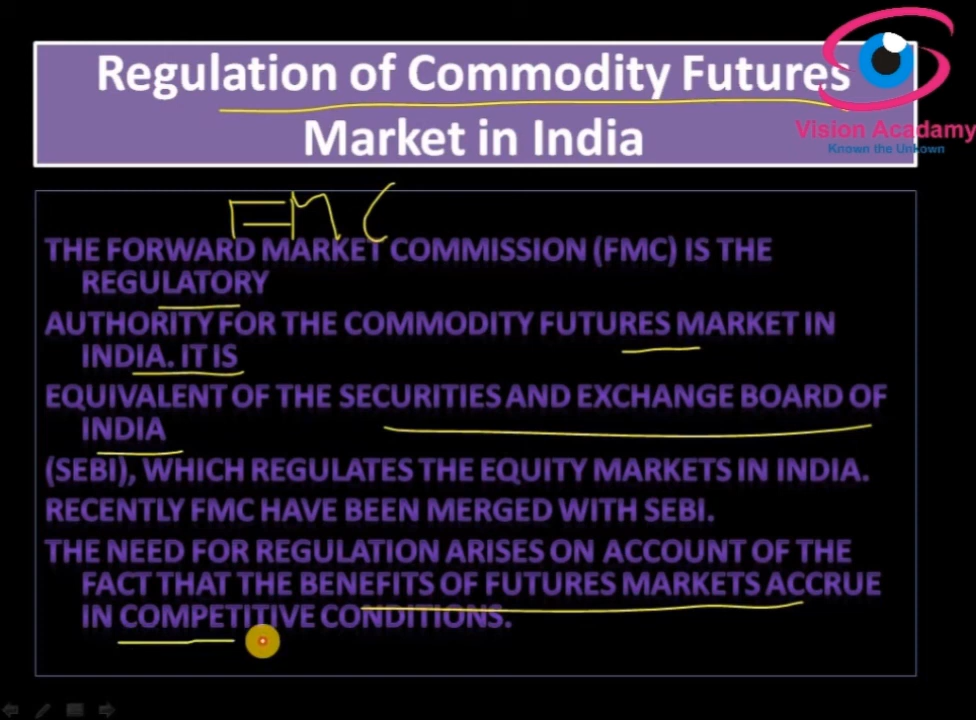 Regulation of Commodity Futures
Market in India
Vision Acadamy
Known the Unkown
FMC
THE FORWARD MARKET COMMISSION (FMC) IS THE
REGULATORY
AUTHORITY FOR THE COMMODITY FUTURES MARKET IN
INDIA. IT IS
EQUIVALENT OF THE SECURITIES AND EXCHANGE BOARD OF
INDIA
(SEBI), WHICH REGULATES THE EQUITY MARKETS IN INDIA.
RECENTLY FMC HAVE BEEN MERGED WITH SEBI.
THE NEED FOR REGULATION ARISES ON ACCOUNT OF THE
FACT THAT THE BENEFITS OF FUTURES MARKETS ACCRUE
IN COMPETITIVE CONDITIONS.